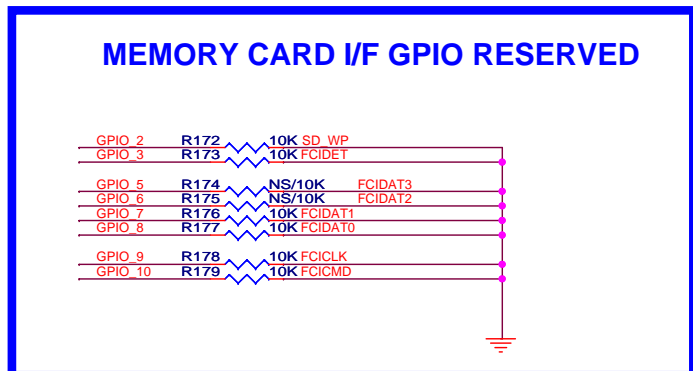 MEMORY CARD I/F GPIO RESERVED
GPIO_2 R172 10K SD_WP
GPIO_3 R173 10K FCIDET
GPIO_5 R174 NS/10K FCIDAT3
GPIO_6 R175 NS/10K FCIDAT2
GPIO_7 R176 10K FCIDAT1
GPIO_8 R177 10K FCIDAT0
GPIO_9 R178 10K FCICLK
GPIO_10 R179 10K FCICMD